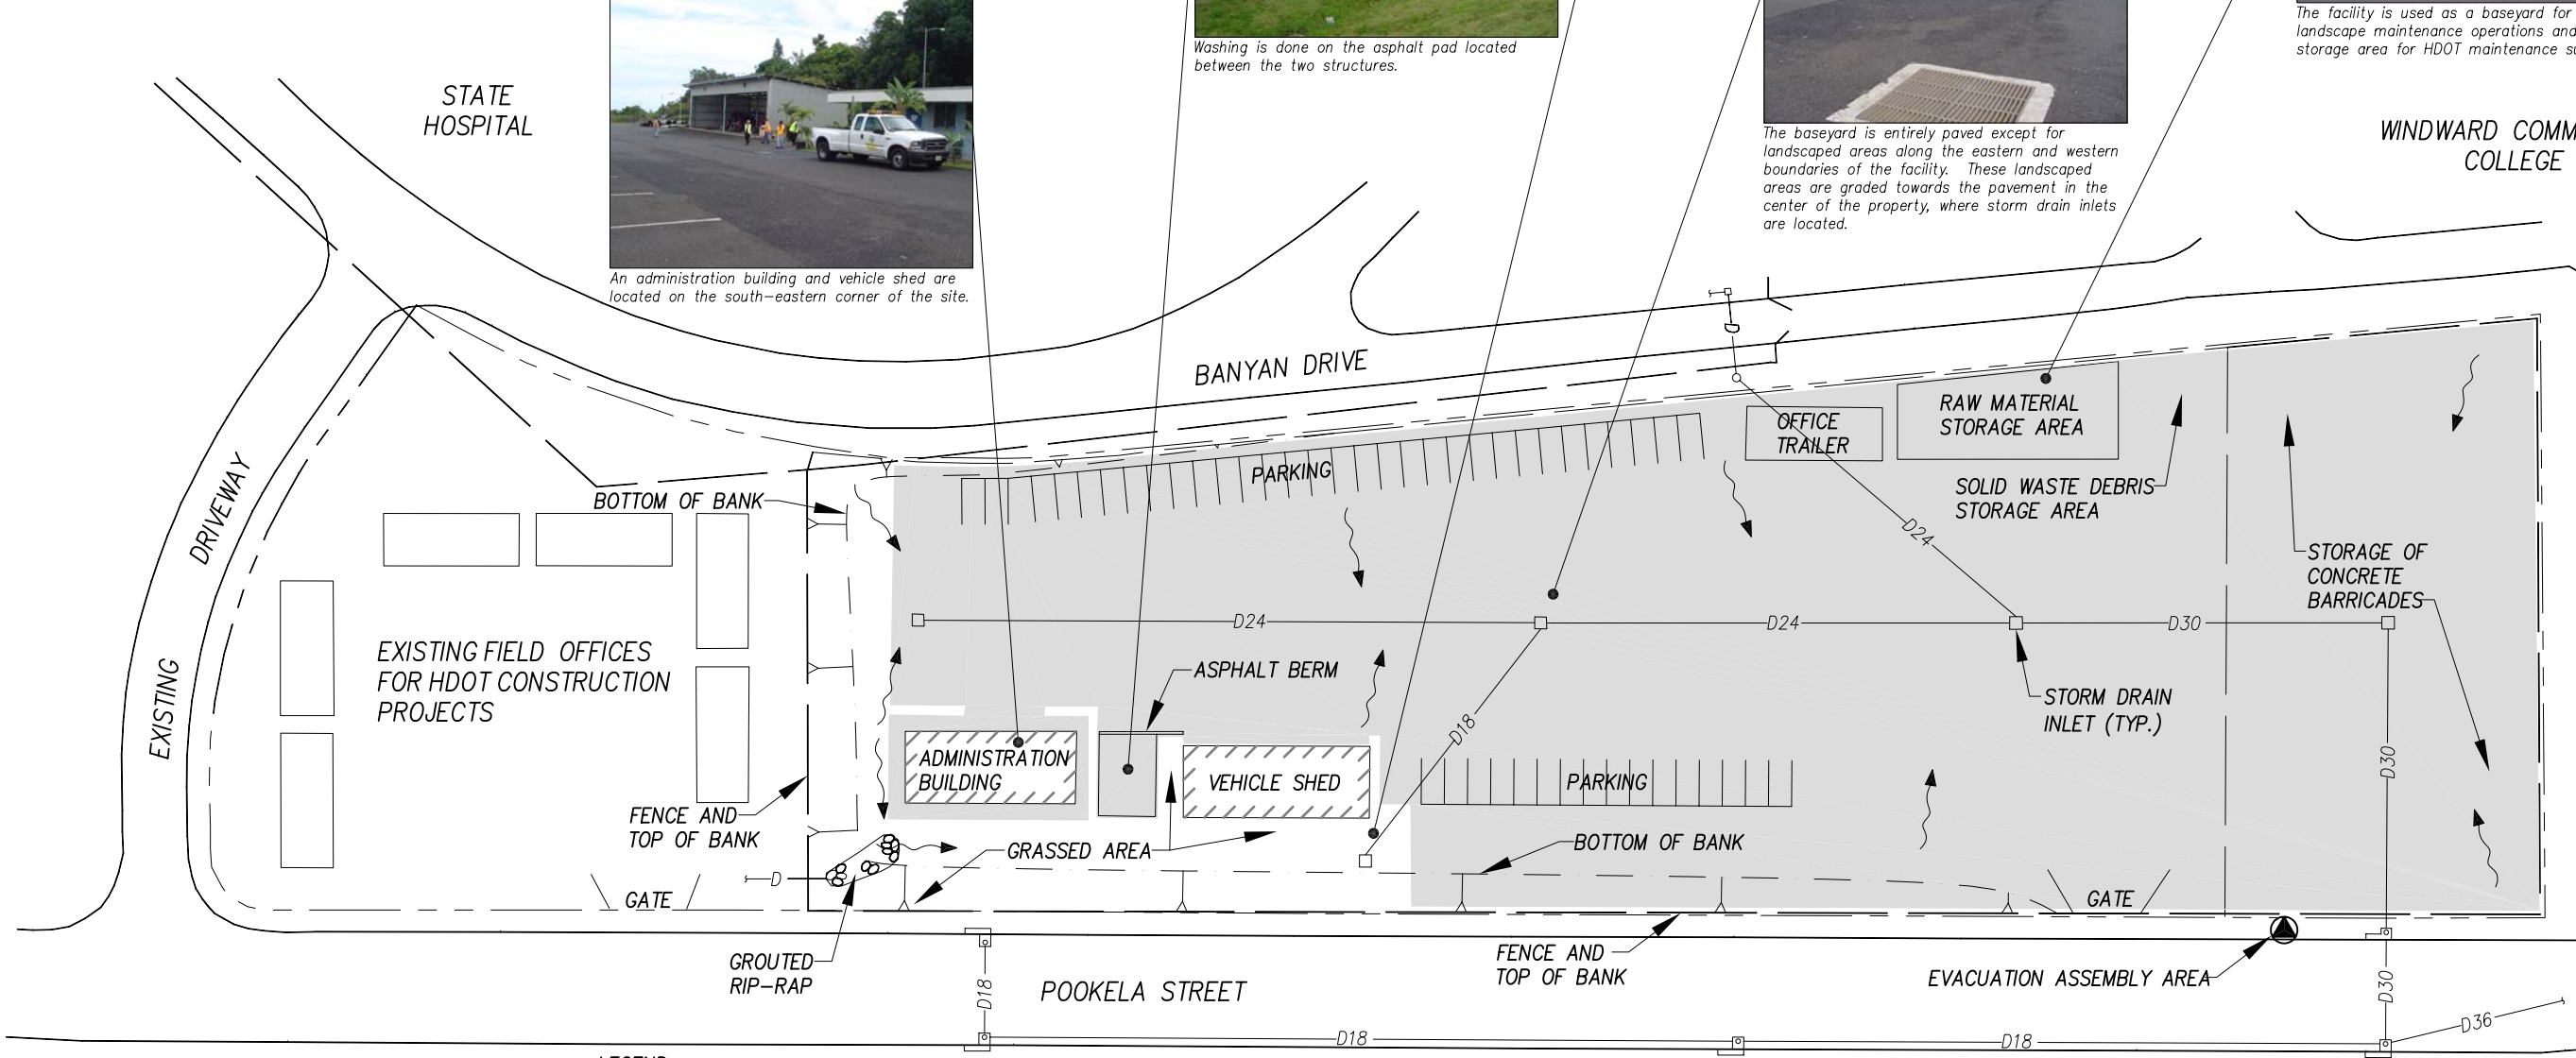 The facility is used as a baseyard for
landscape maintenance operations and
storage area for HDOT maintenance
Washing is done on the asphalt pad located
between the two structures.
STATE
HOSPITAL
The baseyard is entirely paved except for
landscaped areas along the eastern and western
boundaries of the facility. These landscaped
areas are graded towards the pavement in the
center of the property, where storm drain inlets
are located.
WINDWARD COMM
COLLEGE
An administration building and vehicle shed are
located on the south-eastern corner of the site.
BANYAN DRIVE
OFFICE
TRAILER
RAW MATERIAL
STORAGE AREA
PARKING
BOTTOM OF BANK
SOLID WASTE DEBRIS
STORAGE AREA
D24
EXISTING DRIVEWAY
STORAGE OF
CONCRETE
BARRICADES
D24
D24
D30
EXISTING FIELD OFFICES
FOR HDOT CONSTRUCTION
PROJECTS
ASPHALT BERM
STORM DRAIN
INLET (TYP.)
D18
D30
ADMINISTRATION
BUILDING
VEHICLE SHED
PARKING
FENCE AND
TOP OF BANK
GRASSED AREA
BOTTOM OF BANK
D
GATE
GATE
GROUTED
RIP-RAP
FENCE AND
TOP OF BANK
EVACUATION ASSEMBLY AREA
D18
POOKELA STREET
D30
D36
D18
D18